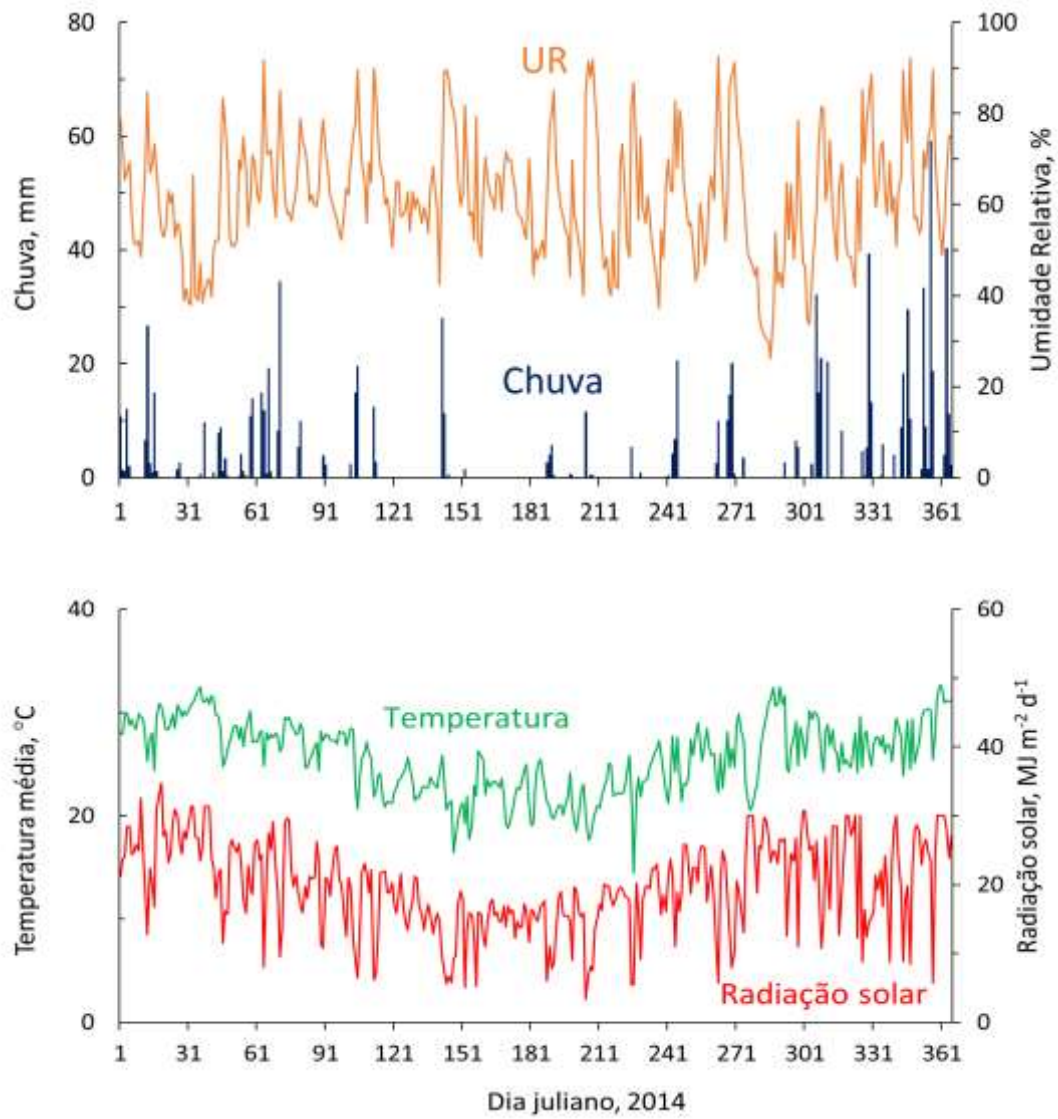 80 100
UR
60 80
60
40
40
20 Chuva 20
0 0
1 31 61 91 121 151 181 211 241 271 301 331 361
Chuva, mm
Umidade Relativa, %
40 60
Temperatura
40
20
20
Radiação solar
0 0
1 31 61 91 121 151 181 211 241 271 301 331 361
Temperatura média, °C
Radiação solar, MJ m⁻² d⁻¹
Dia juliano, 2014